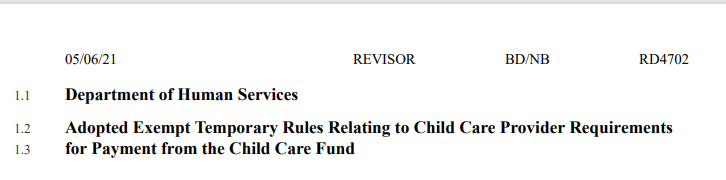 05/06/21 REVISOR BD/NB RD4702
1.1 Department of Human Services
1.2 Adopted Exempt Temporary Rules Relating to Child Care Provider Requirements
1.3 for Payment from the Child Care Fund